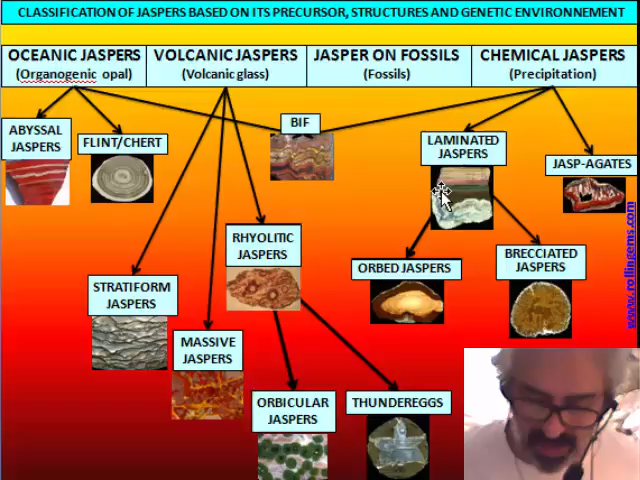 CLASSIFICATION OF JASPERS BASED ON ITS PRECURSOR, STRUCTURES AND GENETIC ENVIRONNEMENT
OCEANIC JASPERS
(Organogenic opal)
VOLCANIC JASPERS
(Volcanic glass)
JASPER ON FOSSILS
(Fossils)
CHEMICAL JASPERS
(Precipitation)
ABYSSAL
JASPERS
FLINT/CHERT
BIF
LAMINATED
JASPERS
JASP-AGATES
RHYOLITIC
JASPERS
ORBED JASPERS
BRECCIATED
JASPERS
STRATIFORM
JASPERS
MASSIVE
JASPERS
ORBICULAR
JASPERS
THUNDEREGGS
www.rollingems.com